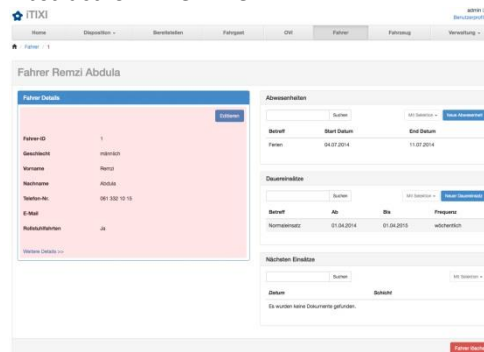 iTIXI
admin
Benutzerprofil
Home Disposition Bereitstellen Fahrgast OVI Fahrer Fahrzeug Verwaltung
/ Fahrer / 1
Fahrer Remzi Abdula
Fahrer Details
Editieren
Fahrer-ID 1
Geschlecht männlich
Vorname Remzi
Nachname Abdula
Telefon-Nr. 061 332 10 15
E-Mail
Rollstuhlfahrten Ja
Weitere Details >>
Abwesenheiten
Suchen Mit Selektion Neue Abwesenheit
Betreff Start Datum End Datum
Ferien 04.07.2014 11.07.2014
Dauereinsätze
Suchen Mit Selektion Neuer Dauereinsatz
Betreff Ab Bis Frequenz
Normaleinsatz 01.04.2014 01.04.2015 wöchentlich
Nächsten Einsätze
Suchen Mit Selektion
Datum Schicht
Es wurden keine Dokumente gefunden.
Fahrer lösche